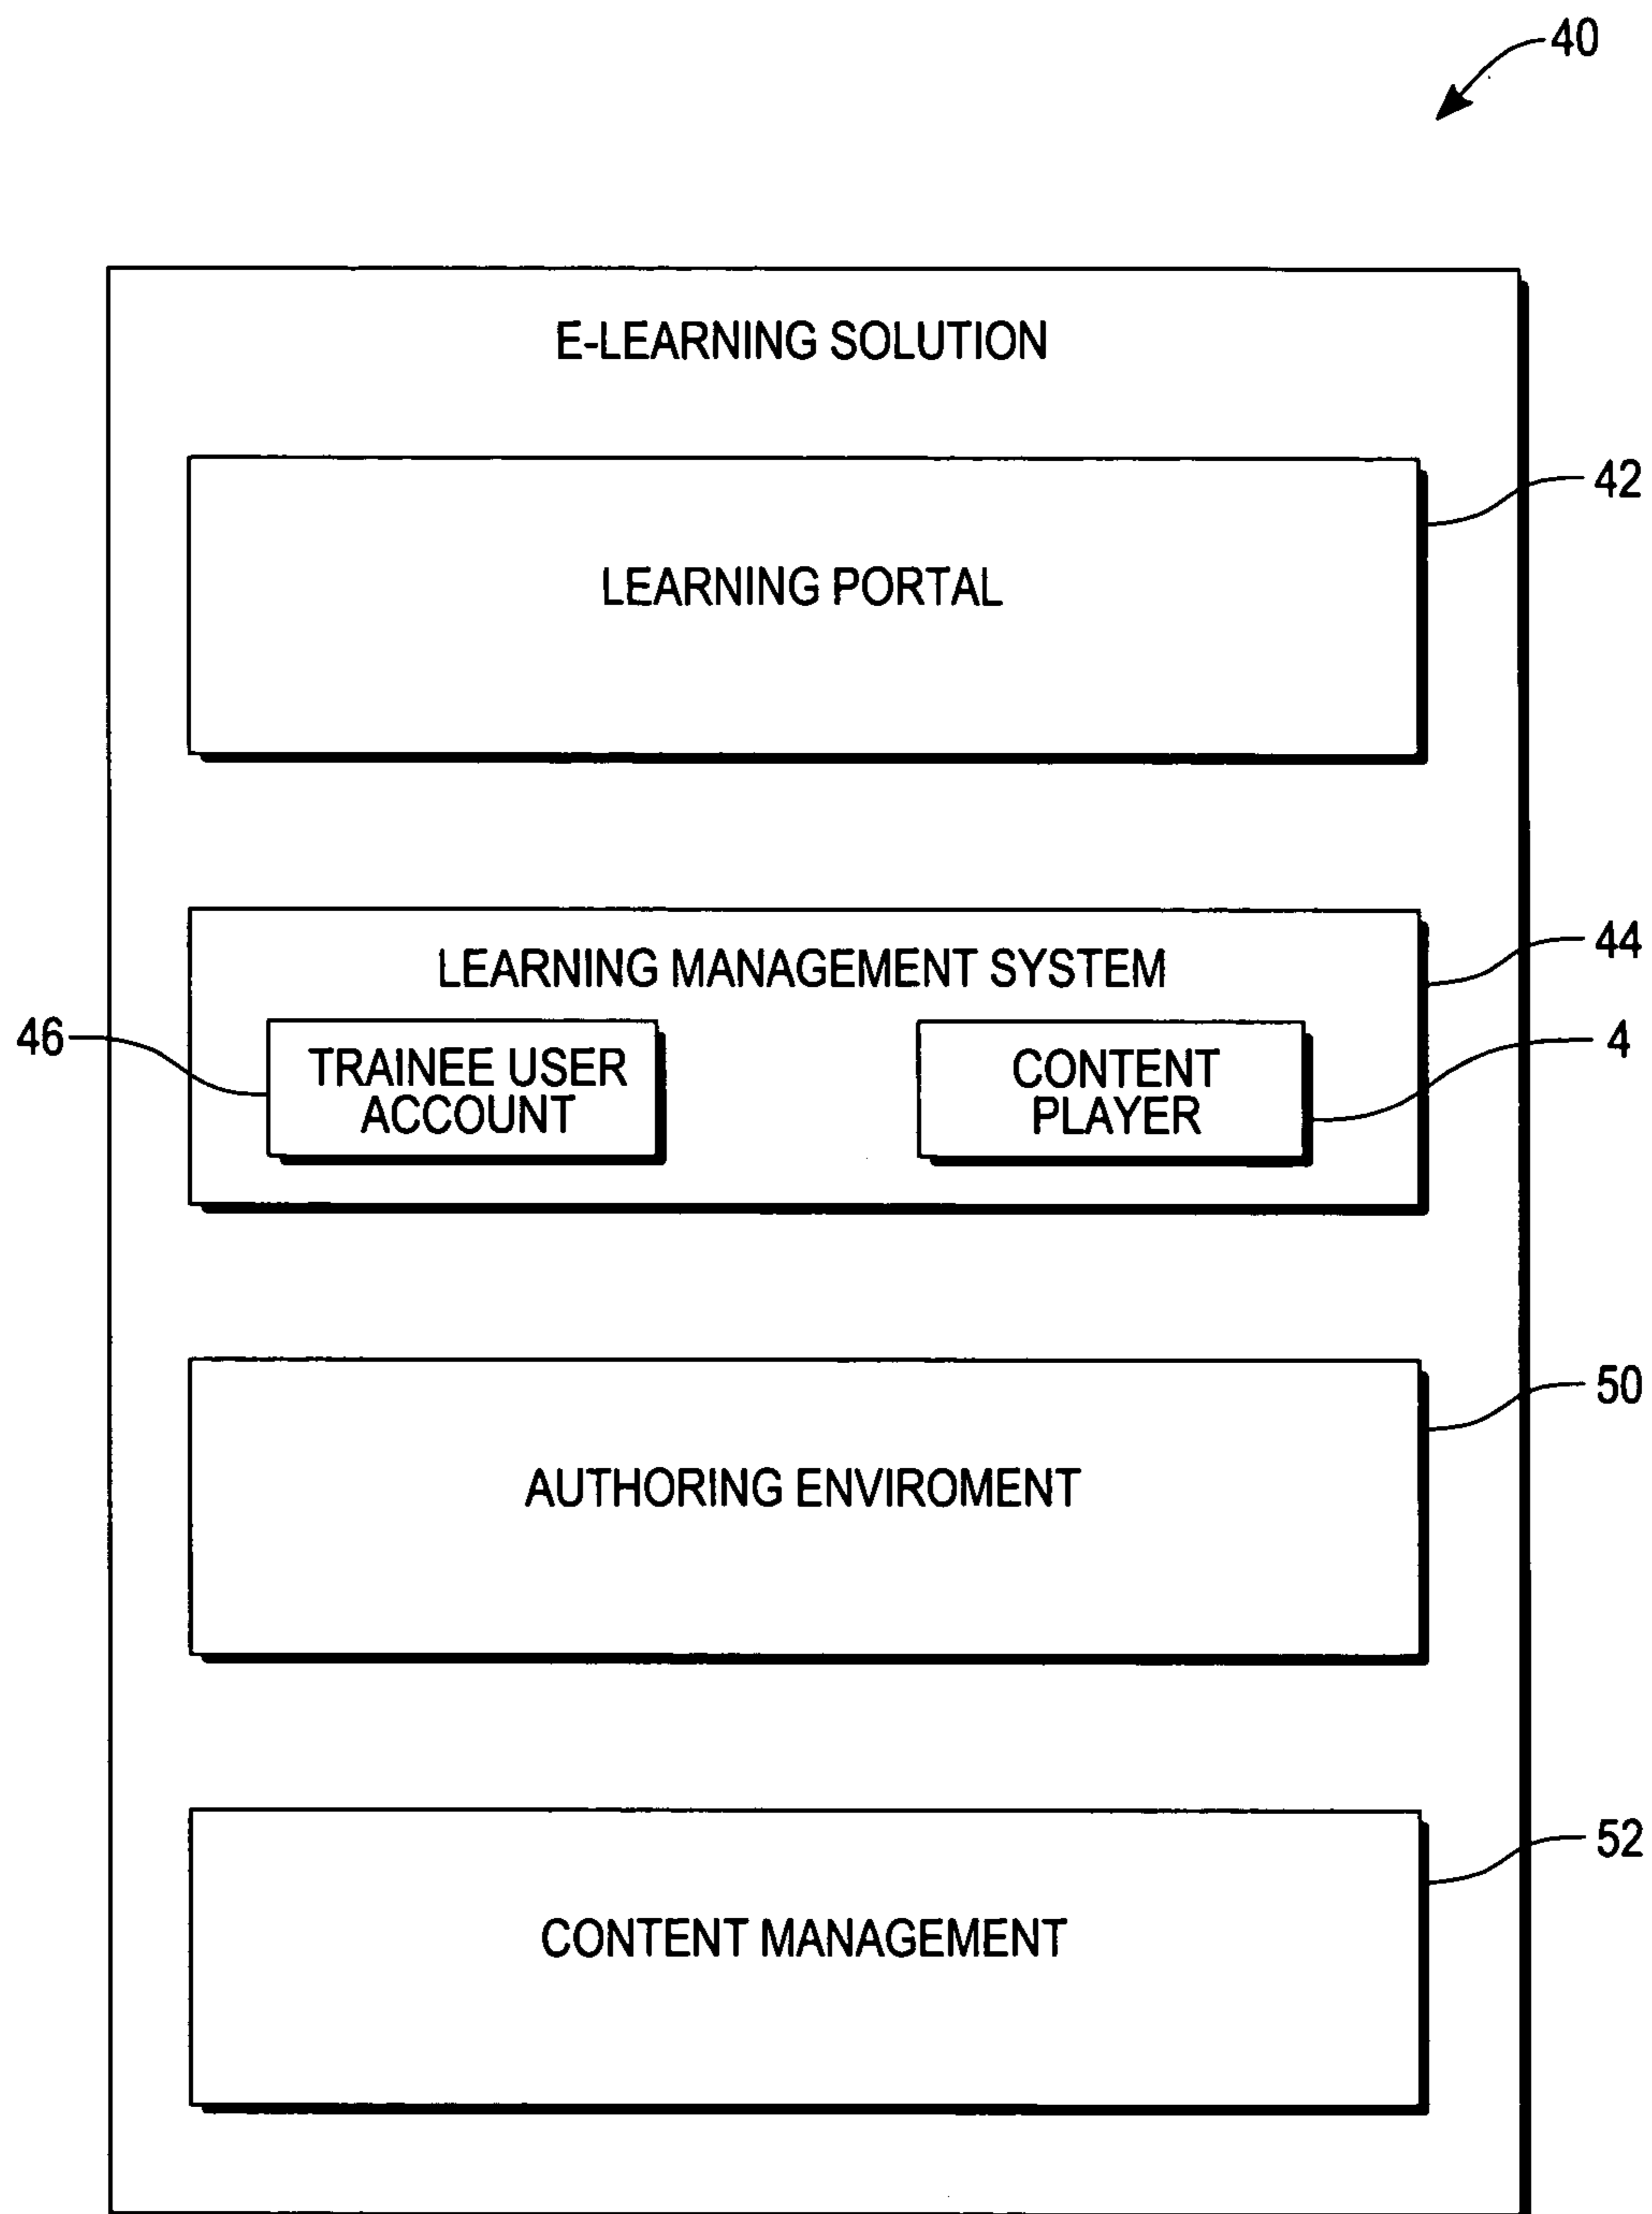 40
E-LEARNING SOLUTION
42
LEARNING PORTAL
44
LEARNING MANAGEMENT SYSTEM
46
4
TRAINEE USER
ACCOUNT
CONTENT
PLAYER
50
AUTHORING ENVIROMENT
52
CONTENT MANAGEMENT